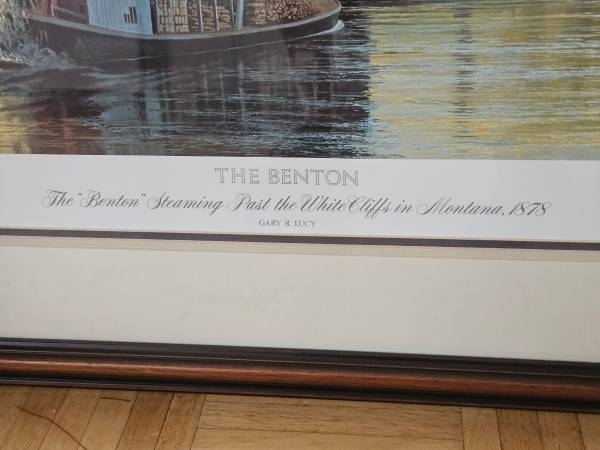 THE BENTON
The "Benton" Steaming Past the White Cliffs in Montana, 1878
GARY R. LUCY